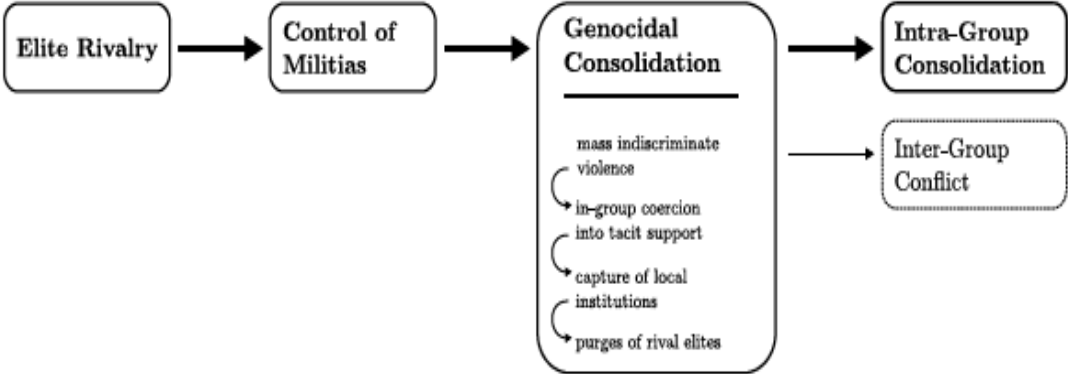 Elite Rivalry
Control of
Militias
Genocidal
Consolidation
mass indiscriminate
violence
in-group coercion
into tacit support
capture of local
institutions
purges of rival elites
Intra-Group
Consolidation
Inter-Group
Conflict